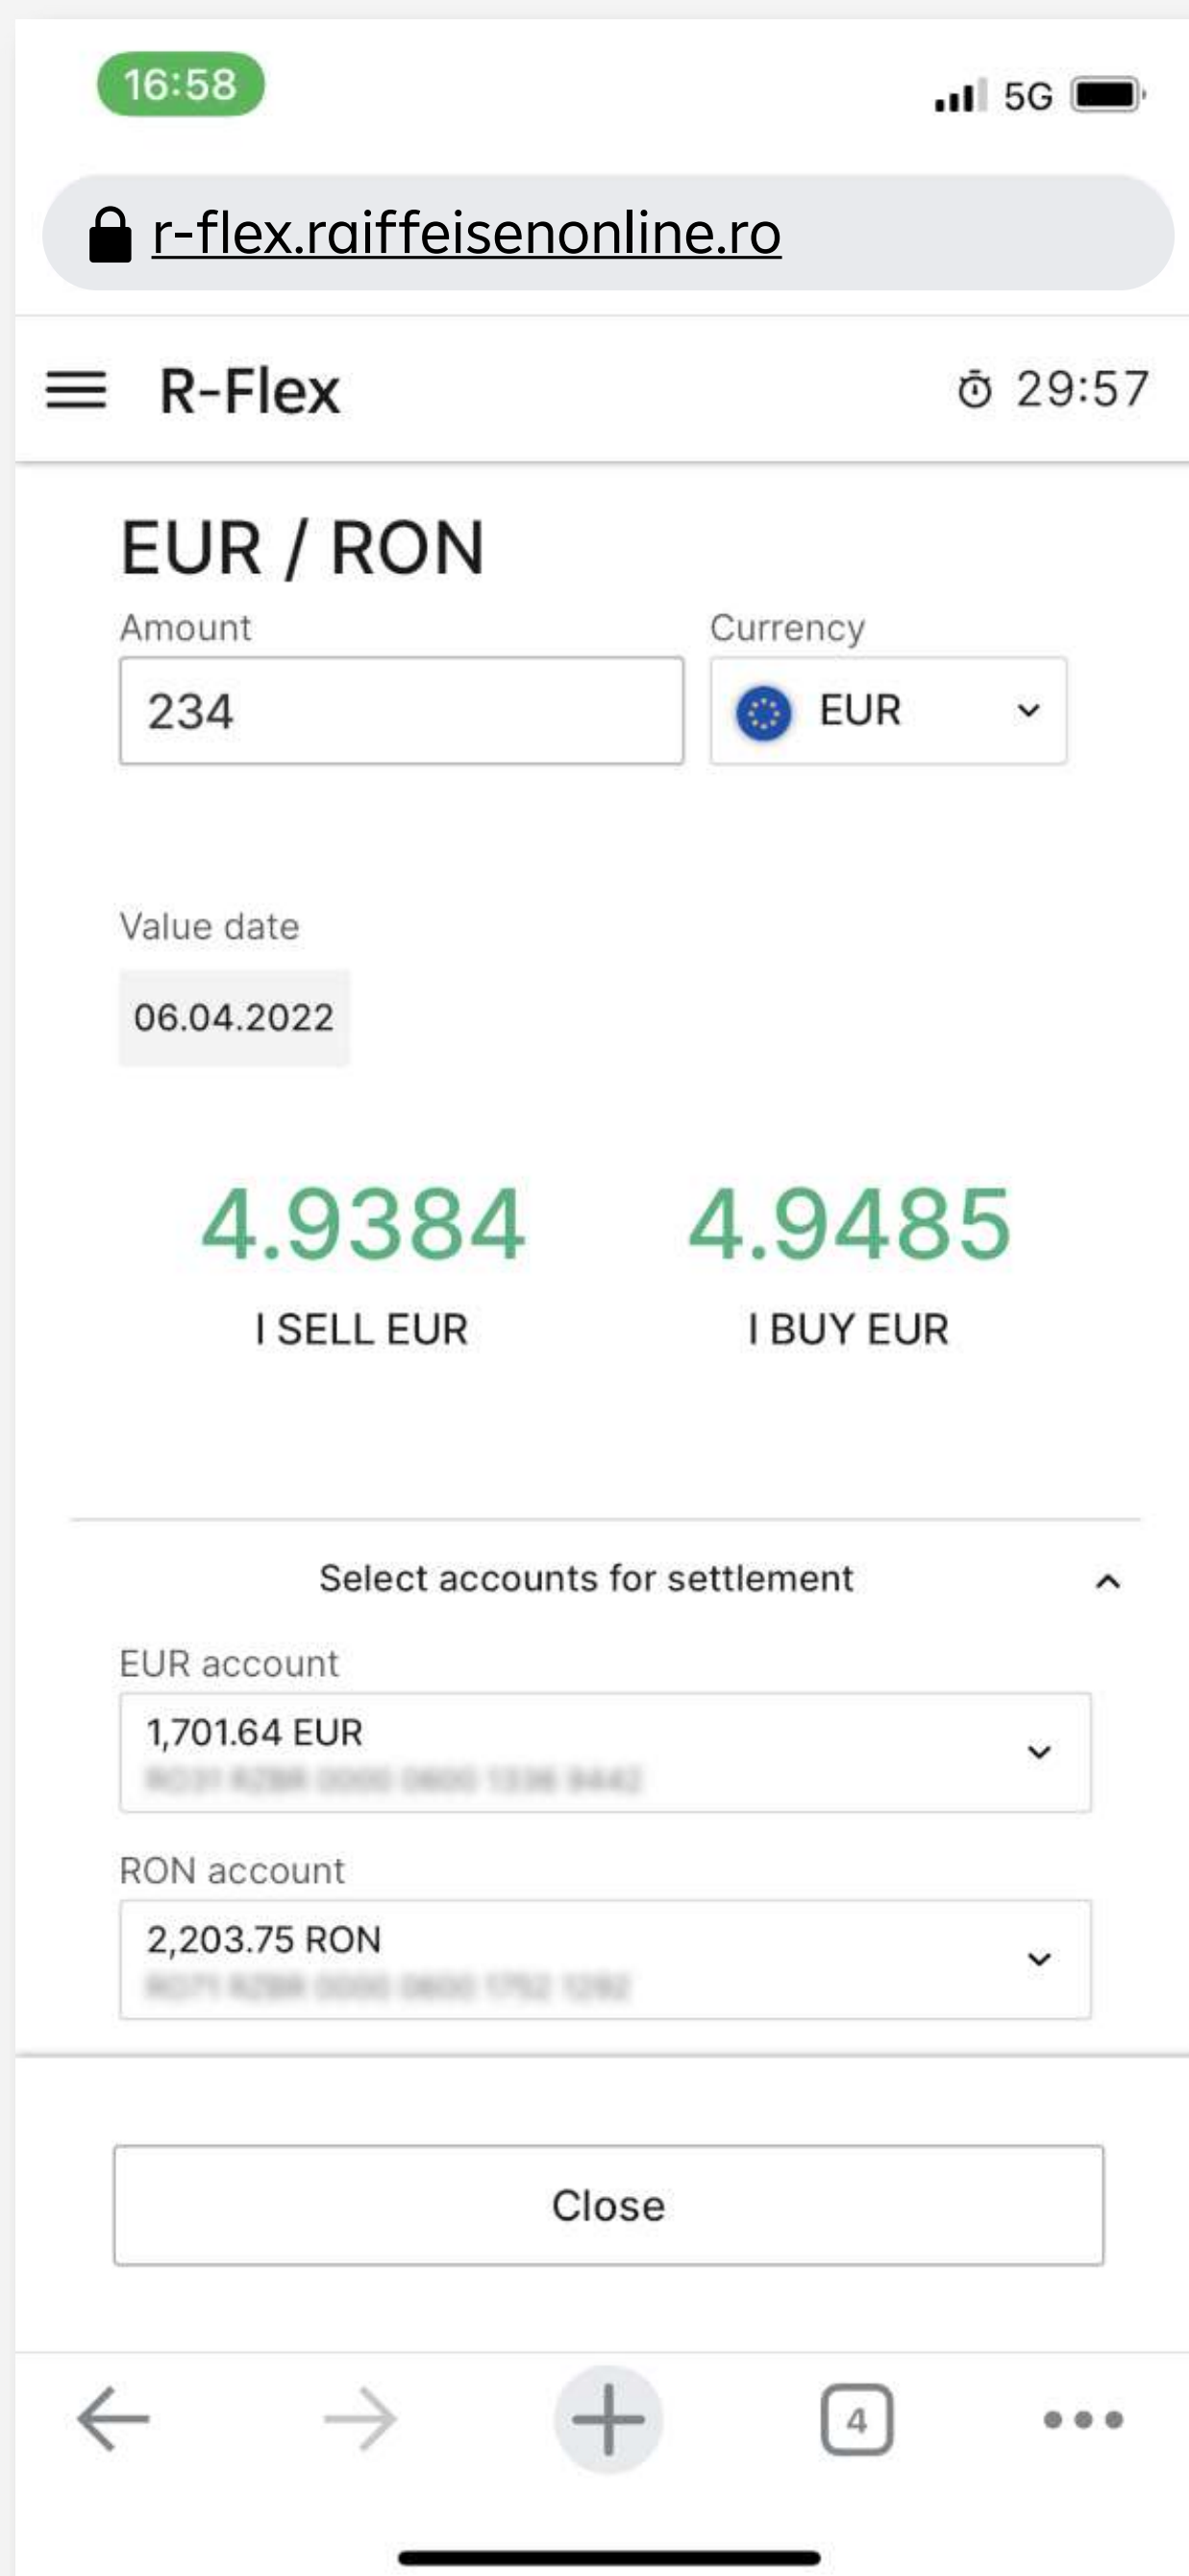 16:58 5G
r-flex.raiffeisenonline.ro
R-Flex 29:57
EUR / RON
Amount Currency
234 EUR
Value date
06.04.2022
4.9384 4.9485
I SELL EUR I BUY EUR
Select accounts for settlement
EUR account
1,701.64 EUR
RON account
2,203.75 RON
Close
4